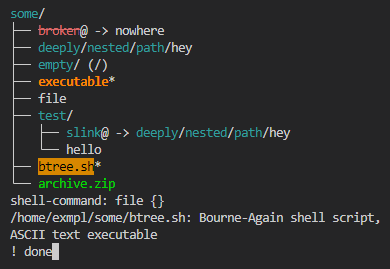 some/
├── broker@ -> nowhere
├── deeply/nested/path/hey
├── empty/ (/)
├── executable*
├── file
├── test/
│   ├── slink@ -> deeply/nested/path/hey
│   └── hello
├── btree.sh*
└── archive.zip
shell-command: file {}
/home/exmpl/some/btree.sh: Bourne-Again shell script,
ASCII text executable
! done